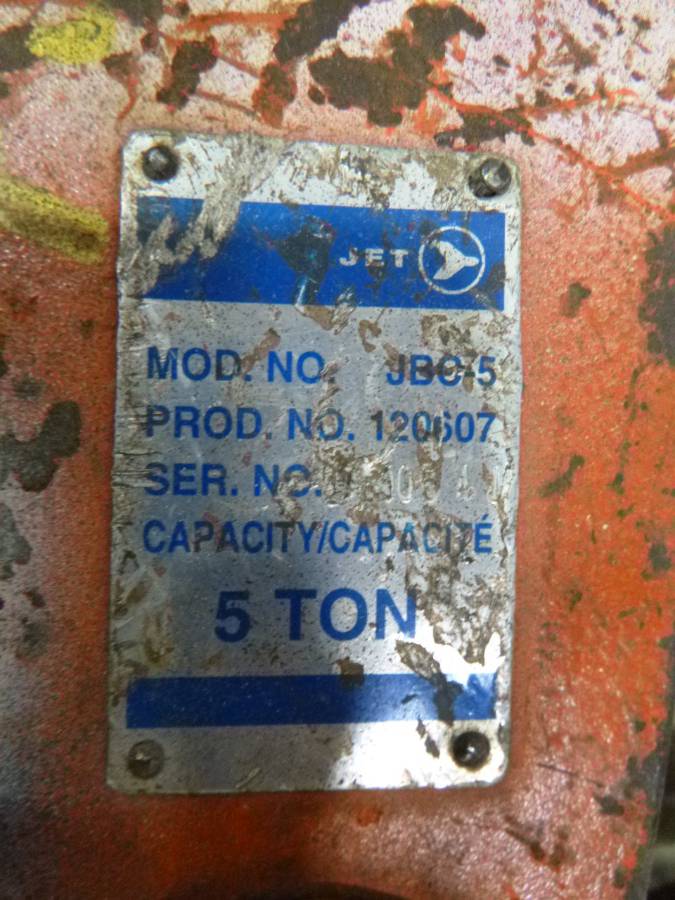 JET
MOD. NO. JBC-5
PROD. NO. 120607
SER. NO.
CAPACITY/CAPACITÉ
5 TON